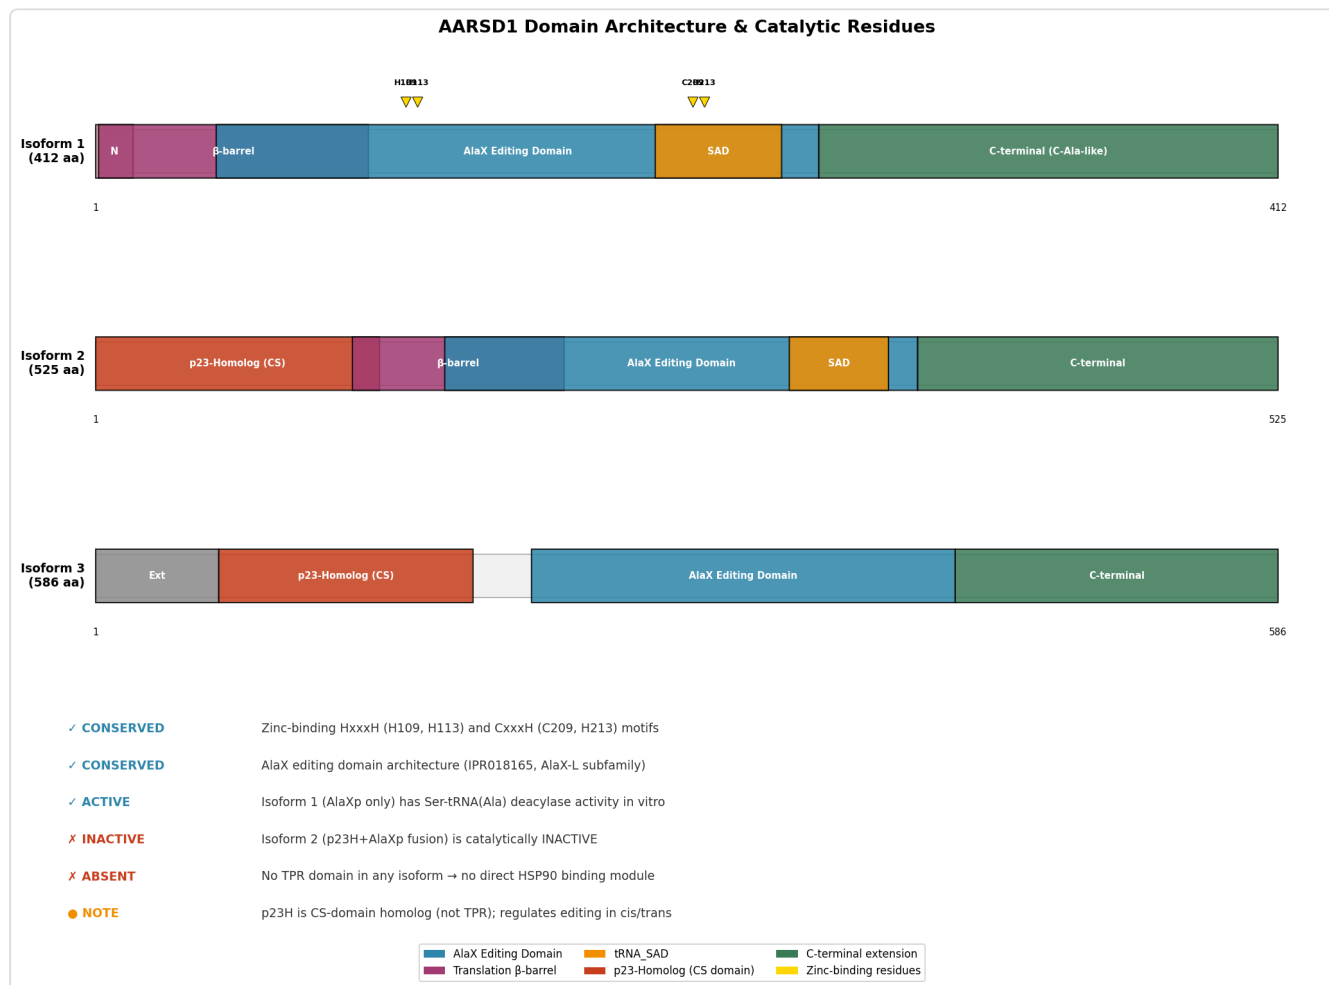 AARSD1 Domain Architecture & Catalytic Residues
H109 H113 C209 H213
Isoform 1
(412 aa)
N β-barrel AlaX Editing Domain SAD C-terminal (C-Ala-like)
1 412
Isoform 2
(525 aa)
p23-Homolog (CS) β-barrel AlaX Editing Domain SAD C-terminal
1 525
Isoform 3
(586 aa)
Ext p23-Homolog (CS) AlaX Editing Domain C-terminal
1 586
✓ CONSERVED Zinc-binding HxxxH (H109, H113) and CxxxH (C209, H213) motifs
✓ CONSERVED AlaX editing domain architecture (IPR018165, AlaX-L subfamily)
✓ ACTIVE Isoform 1 (AlaXp only) has Ser-tRNA(Ala) deacylase activity in vitro
✗ INACTIVE Isoform 2 (p23H+AlaXp fusion) is catalytically INACTIVE
✗ ABSENT No TPR domain in any isoform → no direct HSP90 binding module
● NOTE p23H is CS-domain homolog (not TPR); regulates editing in cis/trans
AlaX Editing Domain tRNA_SAD C-terminal extension
Translation β-barrel p23-Homolog (CS domain) Zinc-binding residues